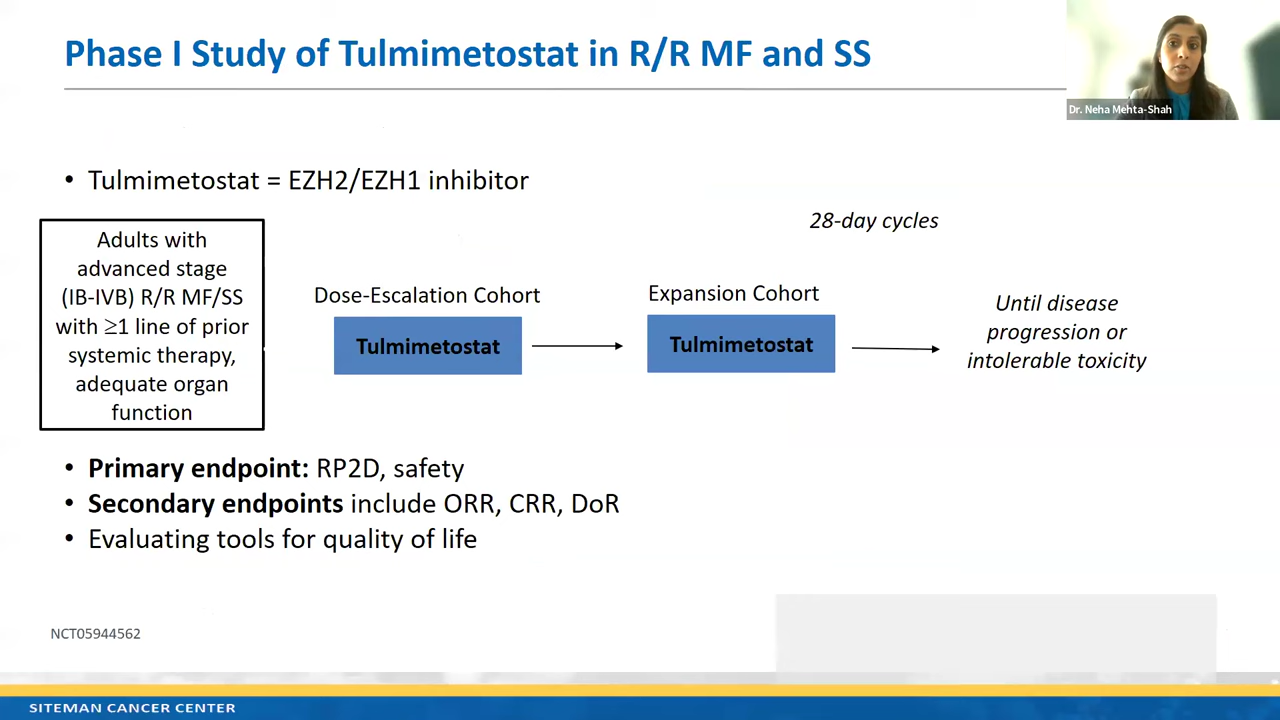 Phase I Study of Tulmimetostat in R/R MF and SS
Dr. Neha Mehta-Shah
• Tulmimetostat = EZH2/EZH1 inhibitor
28-day cycles
Adults with
advanced stage
(IB-IVB) R/R MF/SS
with ≥1 line of prior
systemic therapy,
adequate organ
function
Dose-Escalation Cohort
Tulmimetostat
Expansion Cohort
Tulmimetostat
Until disease
progression or
intolerable toxicity
• Primary endpoint: RP2D, safety
• Secondary endpoints include ORR, CRR, DoR
• Evaluating tools for quality of life
NCT05944562
SITEMAN CANCER CENTER